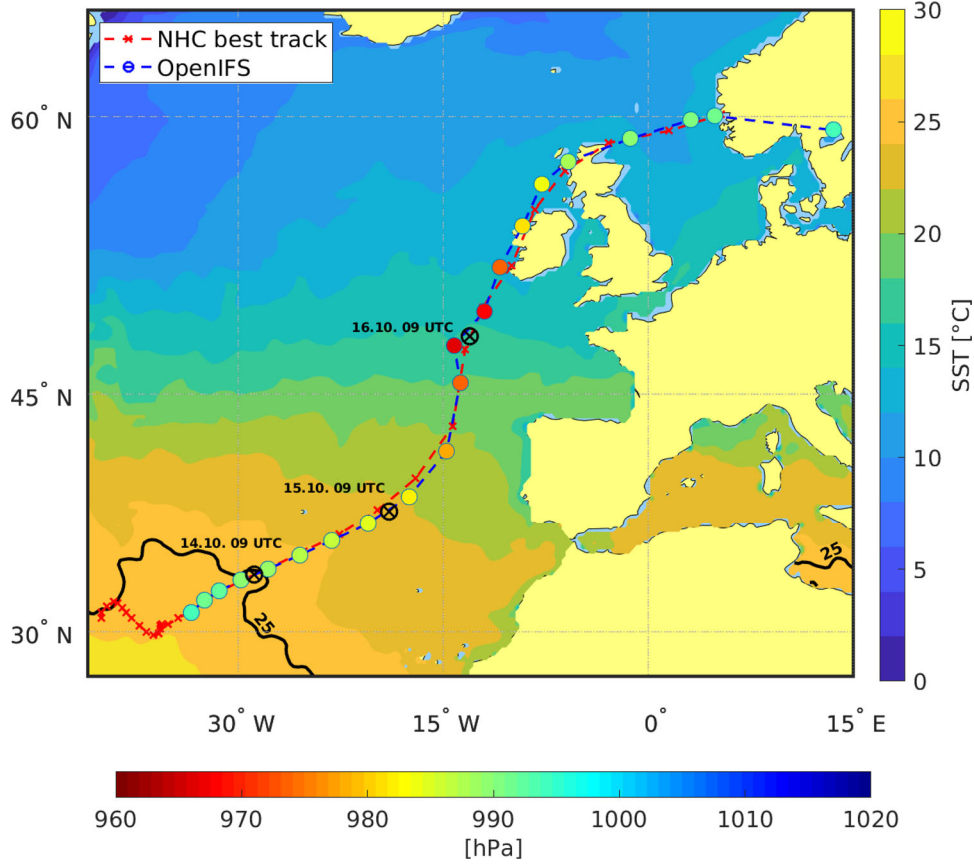 NHC best track
OpenIFS
60° N
45° N
30° N
16.10. 09 UTC
15.10. 09 UTC
14.10. 09 UTC
25
25
30° W
15° W
0°
15° E
30
25
20
15
10
5
0
SST [°C]
960
970
980
990
1000
1010
1020
[hPa]